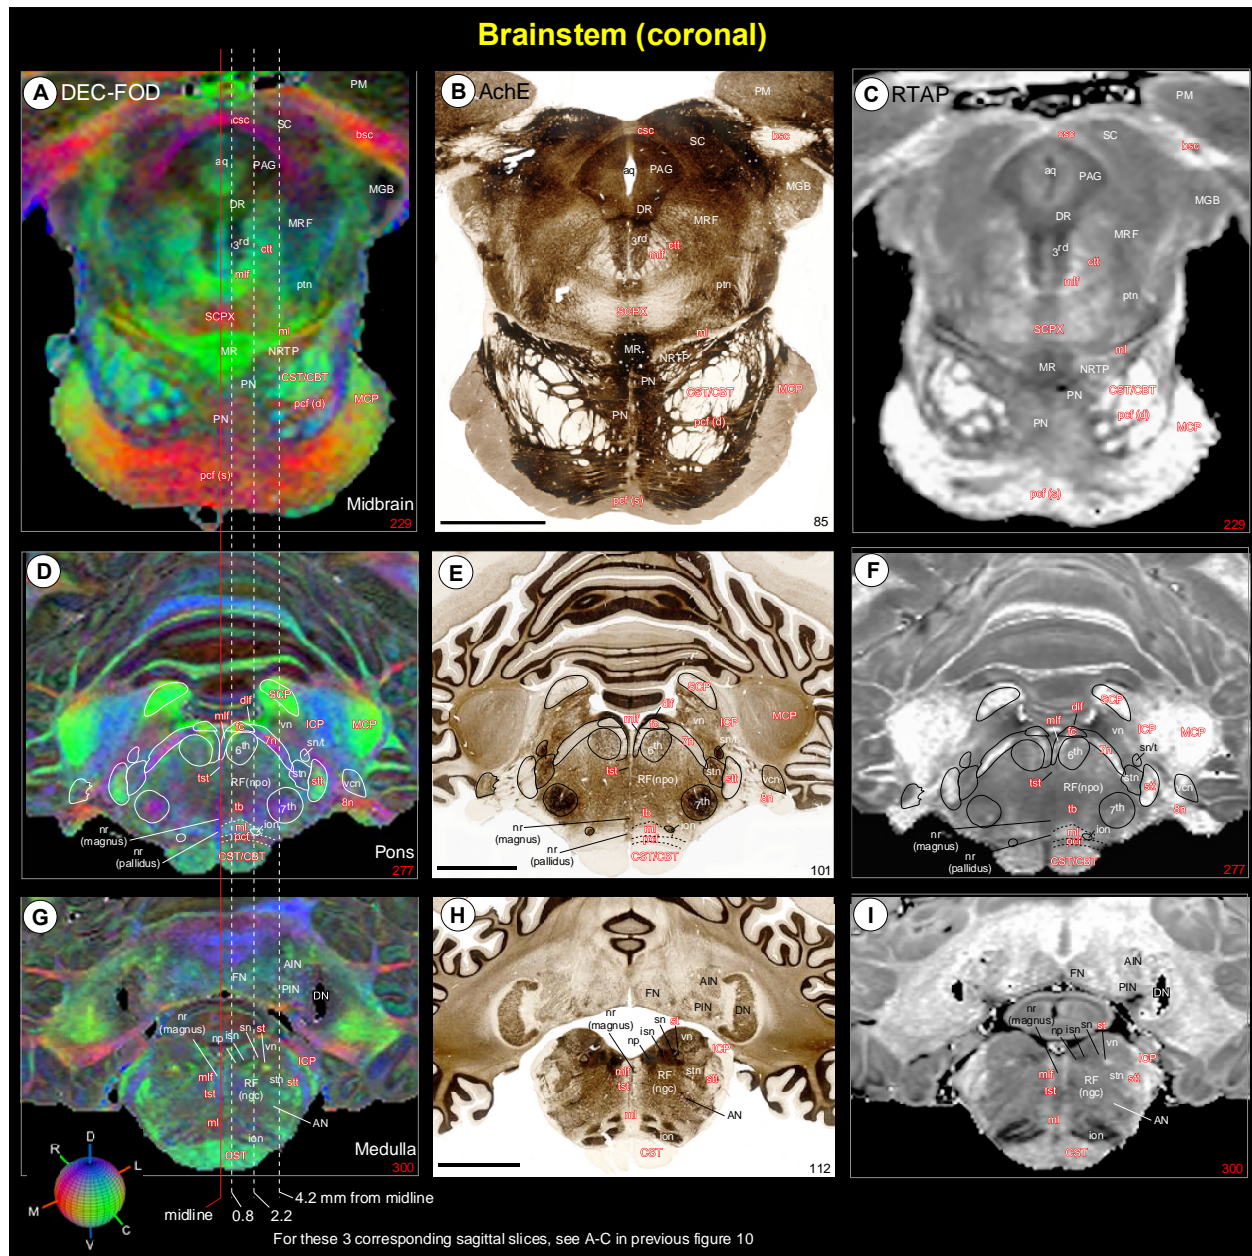 Brainstem (coronal)
A DEC-FOD
PM
csc
SC
bsc
aq
PAG
MGB
DR
MRF
3rd
ctt
mlf
ptn
SCPX
ml
MR
NRTP
CST/CBT
PN
MCP
pcf (d)
PN
pcf (s)
Midbrain
229
B AchE
PM
csc
bsc
SC
aq
PAG
MGB
DR
MRF
3rd
ctt
mlf
ptn
SCPX
ml
MR
NRTP
PN
CST/CBT
MCP
PN
pcf (d)
pcf (s)
85
C RTAP
PM
csc
SC
bsc
aq
PAG
MGB
DR
MRF
3rd
ctt
mlf
ptn
SCPX
ml
MR
NRTP
PN
CST/CBT
pcf (d)
PN
MCP
pcf (s)
229
D
SCP
dlf
mlf
fc
vn
ICP
MCP
7n
sn/t
6th
stn
stt
tst
RF(npo)
vcn
8n
7th
tb
nr
(magnus)
ml
ion
pcf
nr
(pallidus)
CST/CBT
Pons
277
E
SCP
dlf
mlf
fc
vn
ICP
MCP
7n
sn/t
6th
stn
stt
tst
RF(npo)
vcn
8n
7th
tb
nr
(magnus)
ml
ion
pcf
nr
(pallidus)
CST/CBT
101
F
SCP
dlf
mlf
fc
vn
ICP
MCP
7n
sn/t
6th
stn
stt
tst
RF(npo)
vcn
8n
7th
tb
nr
(magnus)
ml
ion
pcf
nr
(pallidus)
CST/CBT
277
G
AIN
FN
PIN
DN
nr
(magnus)
np
isn
sn
st
vn
ICP
mlf
RF
(ngc)
stn
stt
tst
AN
ml
ion
CST
Medulla
300
H
AIN
FN
PIN
DN
nr
(magnus)
np
isn
sn
st
vn
ICP
mlf
RF
(ngc)
stn
stt
tst
AN
ml
ion
CST
112
I
AIN
FN
PIN
DN
nr
(magnus)
np
isn
sn
st
vn
ICP
mlf
RF
(ngc)
stn
stt
tst
AN
ml
ion
CST
300
D
R
L
M
C
V
midline
0.8
2.2
4.2 mm from midline
For these 3 corresponding sagittal slices, see A-C in previous figure 10